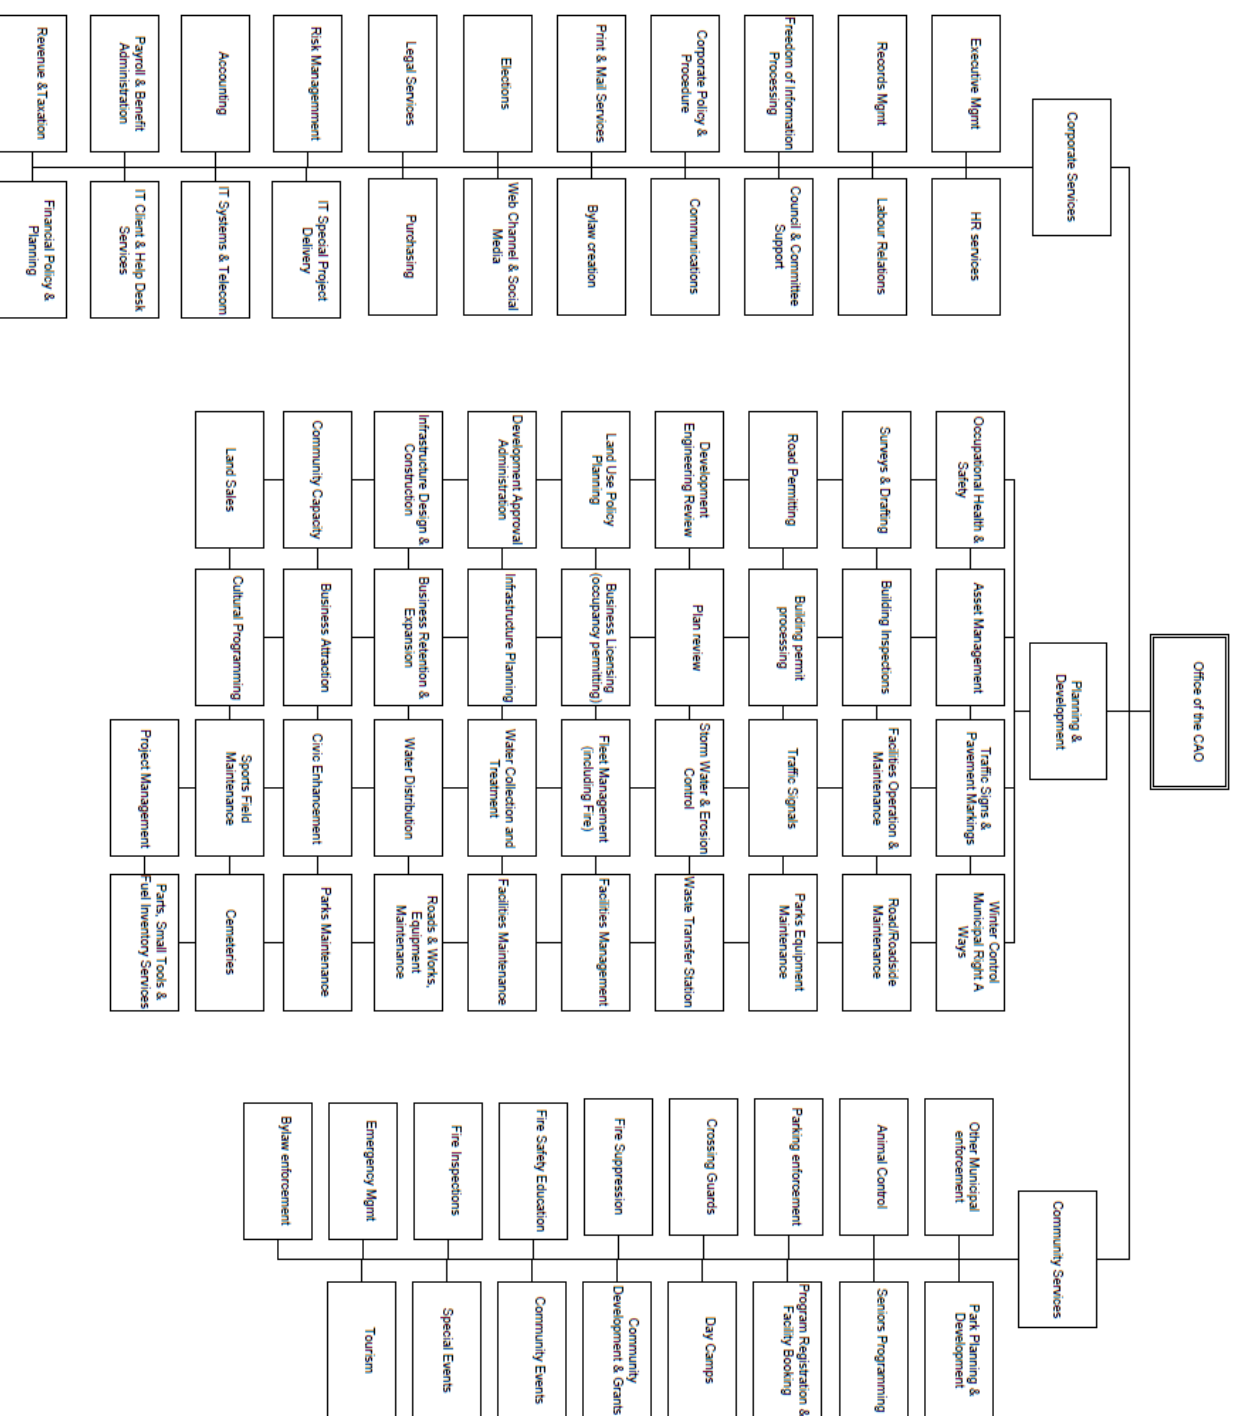 Office of the CAO
Corporate Services
Executive Mgmt
HR services
Records Mgmt
Labour Relations
Freedom of Information
Processing
Council & Committee
Support
Corporate Policy &
Procedure
Communications
Print & Mail Services
Bylaw creation
Elections
Web Channel & Social
Media
Legal Services
Purchasing
Risk Managemment
IT Special Project
Delivery
Accounting
IT Systems & Telecom
Payroll & Benefit
Administration
IT Client & Help Desk
Services
Revenue &Taxation
Financial Policy &
Planning
Planning &
Development
Occupational Health &
Safety
Asset Management
Traffic Signs &
Pavement Markings
Winter Control
Municipal Right A
Ways
Surveys & Drafting
Building Inspections
Facilities Operation &
Maintenance
Road/Roadside
Maintenance
Road Permitting
Building permit
processing
Traffic Signals
Parks Equipment
Maintenance
Development
Engineering Review
Plan review
Storm Water & Erosion
Control
Waste Transfer Station
Land Use Policy
Planning
Business Licensing
(occupancy permitting)
Fleet Management
(including Fire)
Facilities Management
Development Approval
Administration
Infrastructure Planning
Water Collection and
Treatment
Facilities Maintenance
Infrastructure Design &
Construction
Business Retention &
Expansion
Water Distribution
Roads & Works,
Equipment
Maintenance
Community Capacity
Business Attraction
Civic Enhancement
Parks Maintenance
Land Sales
Cultural Programming
Sports Field
Maintenance
Cemeteries
Project Management
Parts, Small Tools &
Fuel Inventory Services
Community Services
Other Municipal
enforcement
Park Planning &
Development
Animal Control
Seniors Programming
Parking enforcement
Program Registration &
Facility Booking
Crossing Guards
Day Camps
Fire Suppression
Community
Development & Grants
Fire Safety Education
Community Events
Fire Inspections
Special Events
Emergency Mgmt
Tourism
Bylaw enforcement